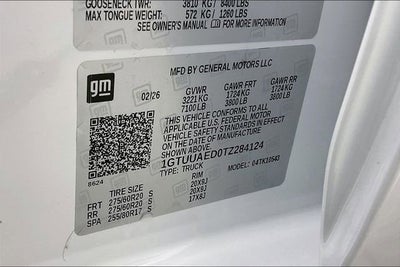 GOOSENECK TWR: 3810 KG / 8400 LBS
MAX TONGUE WEIGHT: 572 KG / 1260 LBS
SEE OWNER'S MANUAL FOR MORE INFORMATION
gm
MFD BY GENERAL MOTORS LLC
02/26 GVWR GAWR FRT GAWR RR
3221 KG 1724 KG 1724 KG
7100 LB 3800 LB 3800 LB
THIS VEHICLE CONFORMS TO ALL
APPLICABLE U.S. FEDERAL MOTOR
VEHICLE SAFETY STANDARDS IN
EFFECT ON THE DATE OF
MANUFACTURE SHOWN ABOVE.
1GTUUAED0TZ284124
TYPE: TRUCK 04TK10543
8624
TIRE SIZE RIM
FRT 275/60R20 S 20X9J
RR 275/60R20 S 20X9J
SPA 255/80R17 S 17X8J